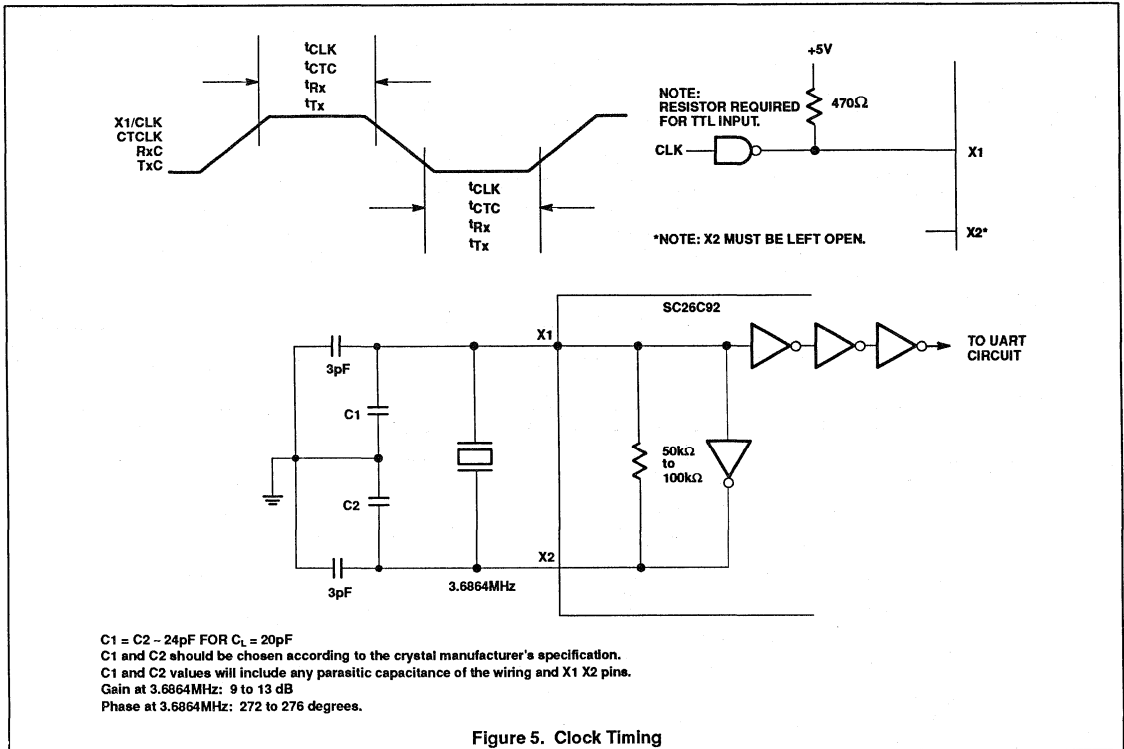 tCLK
tCTC
tRx
tTx
X1/CLK
CTCLK
RxC
TxC
tCLK
tCTC
tRx
tTx
+5V
470Ω
NOTE:
RESISTOR REQUIRED
FOR TTL INPUT.
CLK
X1
X2*
*NOTE: X2 MUST BE LEFT OPEN.
SC26C92
X1
3pF
C1
C2
3pF
X2
3.6864MHz
50kΩ
to
100kΩ
TO UART
CIRCUIT
C1 = C2 ~ 24pF FOR CL = 20pF
C1 and C2 should be chosen according to the crystal manufacturer's specification.
C1 and C2 values will include any parasitic capacitance of the wiring and X1 X2 pins.
Gain at 3.6864MHz: 9 to 13 dB
Phase at 3.6864MHz: 272 to 276 degrees.
Figure 5. Clock Timing